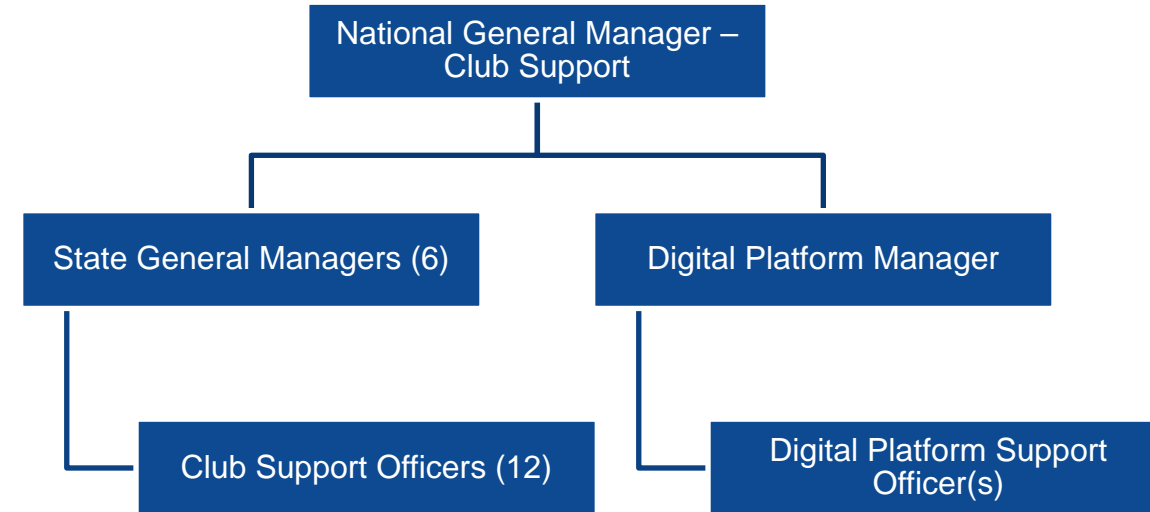 National General Manager –
Club Support
State General Managers (6)
Digital Platform Manager
Club Support Officers (12)
Digital Platform Support
Officer(s)